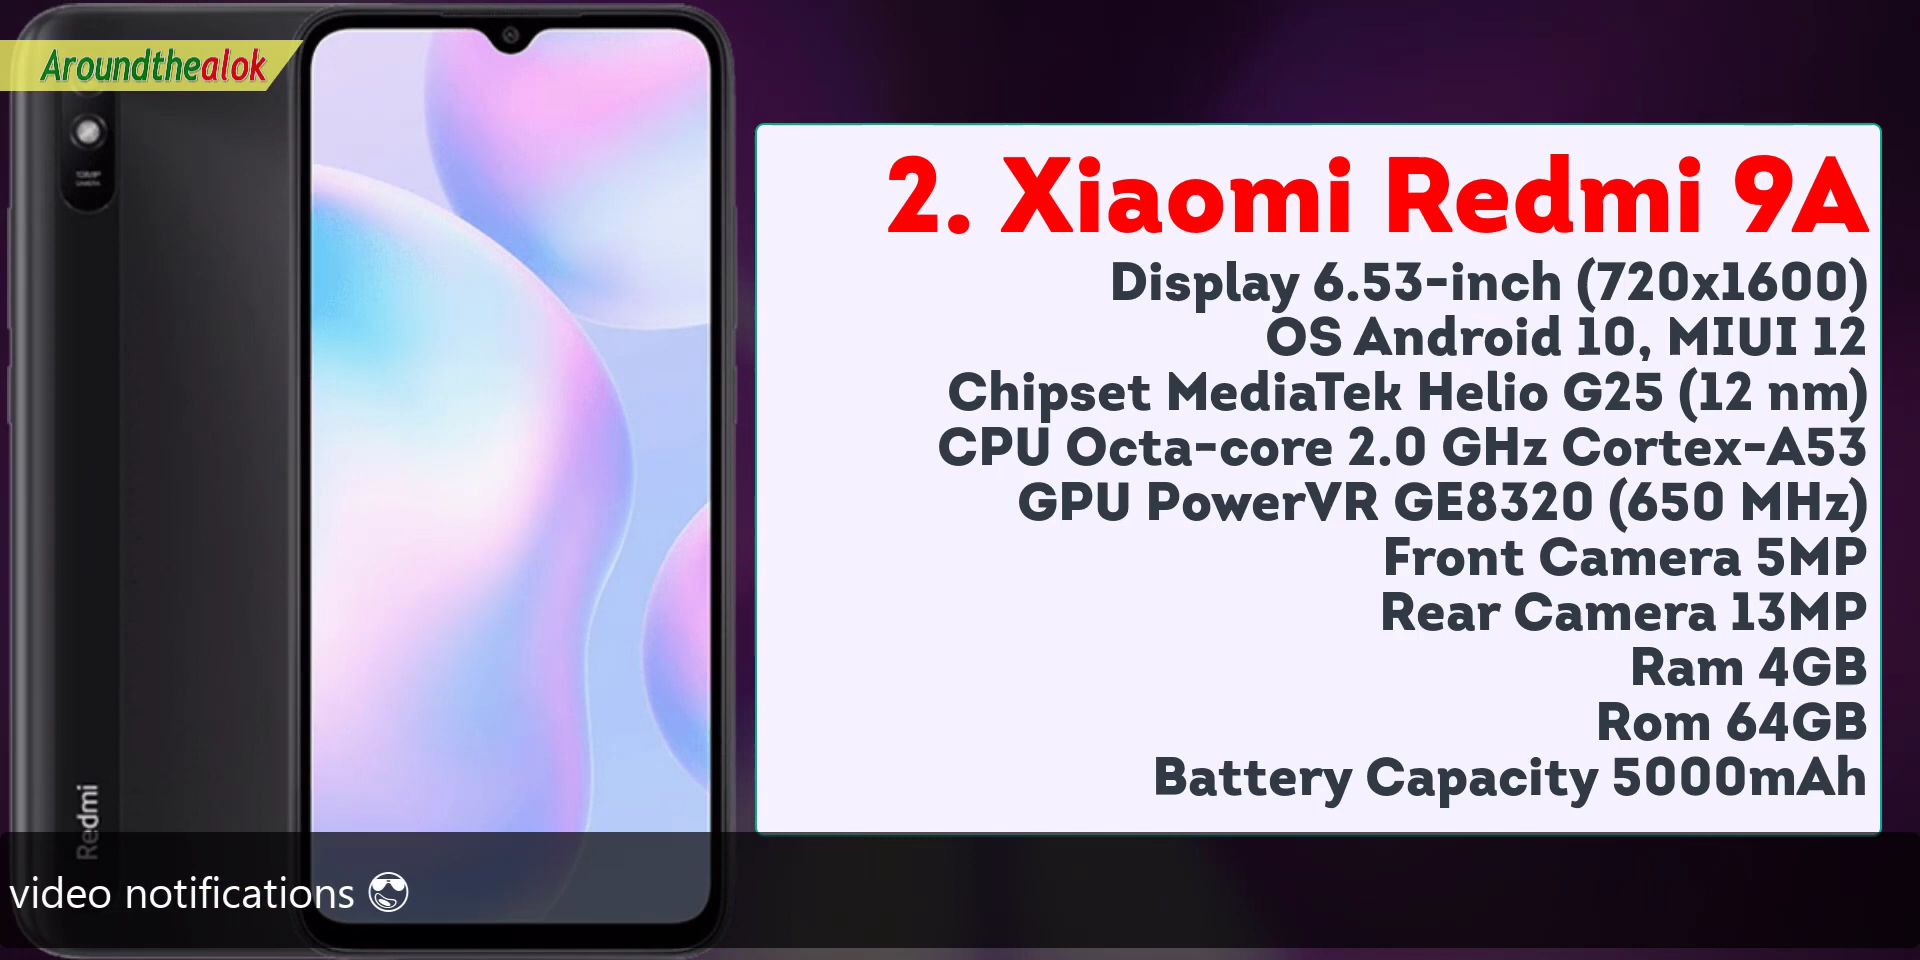 Aroundthealok
13MP
CAMERA
Redmi
2. Xiaomi Redmi 9A
Display 6.53-inch (720x1600)
OS Android 10, MIUI 12
Chipset MediaTek Helio G25 (12 nm)
CPU Octa-core 2.0 GHz Cortex-A53
GPU PowerVR GE8320 (650 MHz)
Front Camera 5MP
Rear Camera 13MP
Ram 4GB
Rom 64GB
Battery Capacity 5000mAh
video notifications 😎